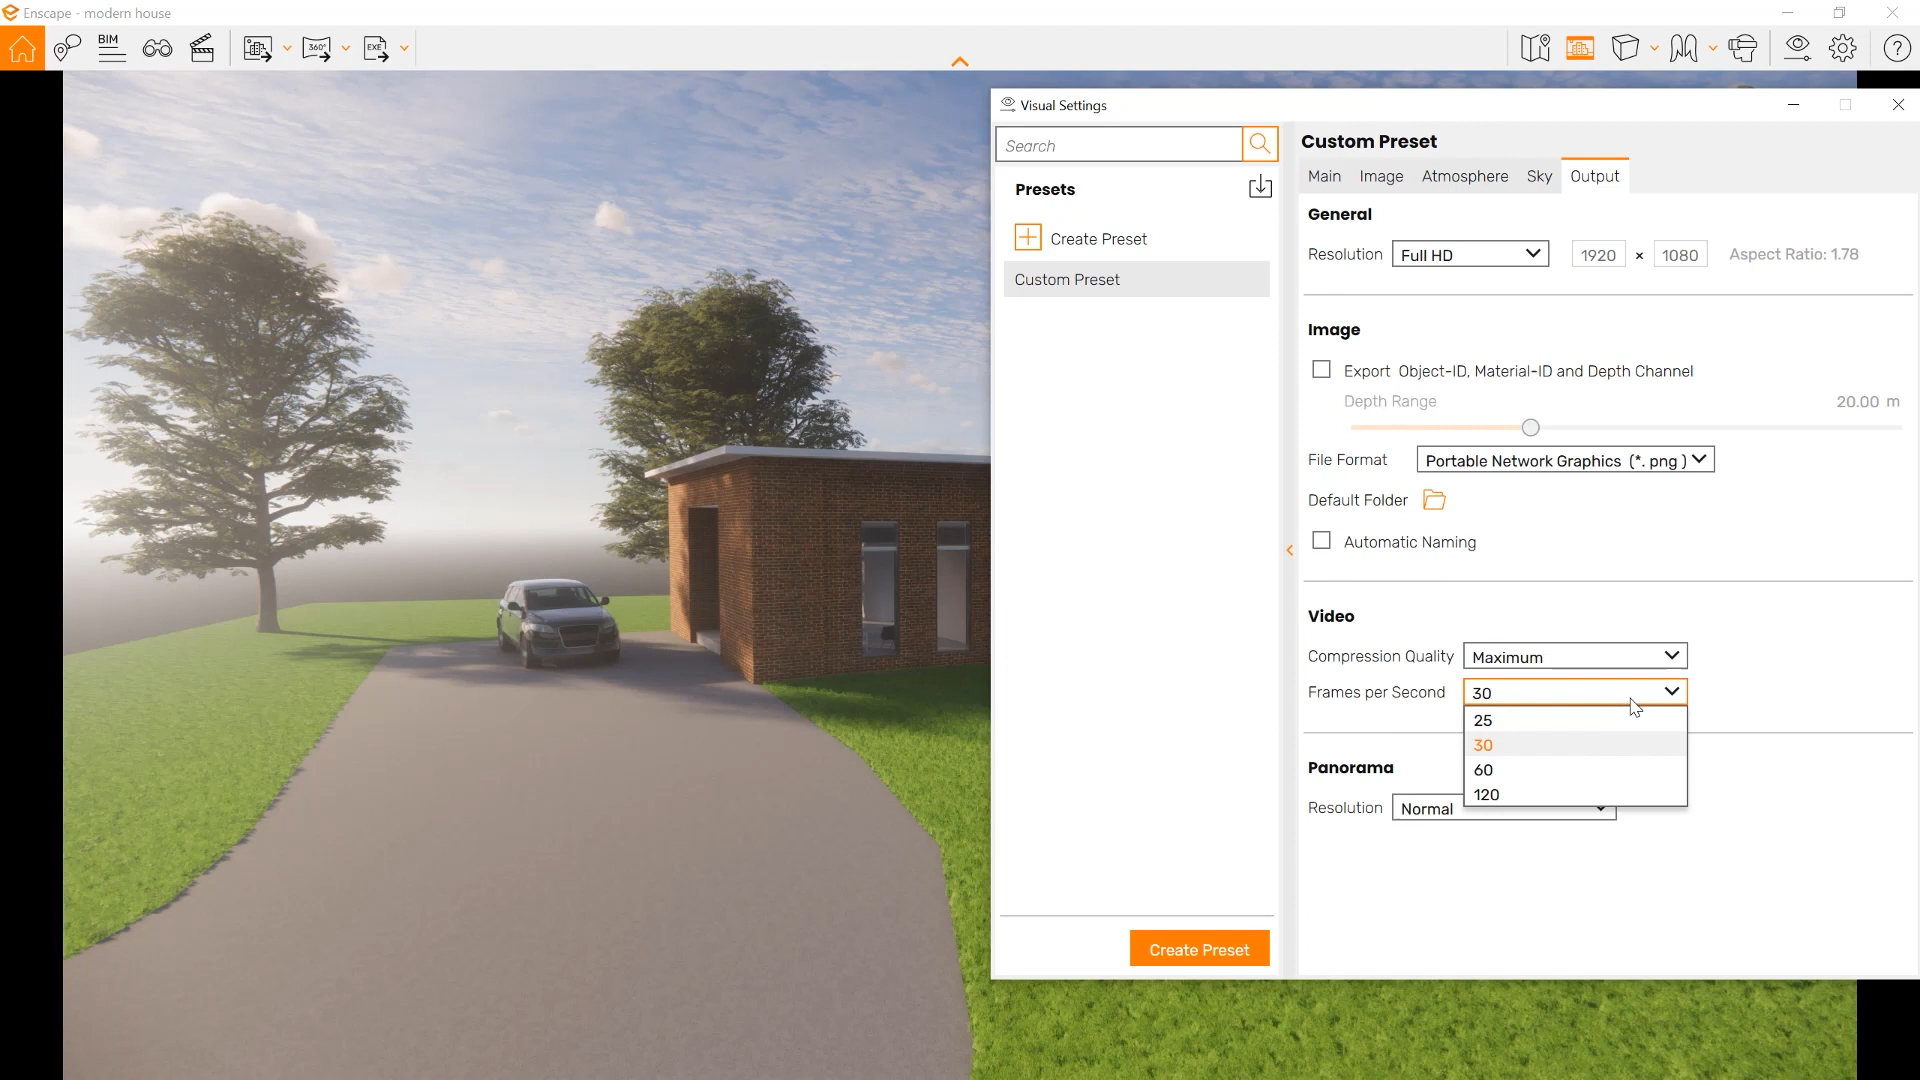 Enscape - modern house
BIM
360°
EXE
?
Visual Settings
Search
Presets
Create Preset
Custom Preset
Create Preset
Custom Preset
Main Image Atmosphere Sky Output
General
Resolution Full HD 1920 × 1080 Aspect Ratio: 1.78
Image
Export Object-ID, Material-ID and Depth Channel
Depth Range 20.00 m
File Format Portable Network Graphics (*. png )
Default Folder
Automatic Naming
Video
Compression Quality Maximum
Frames per Second 30
25
30
60
120
Panorama
Resolution Normal